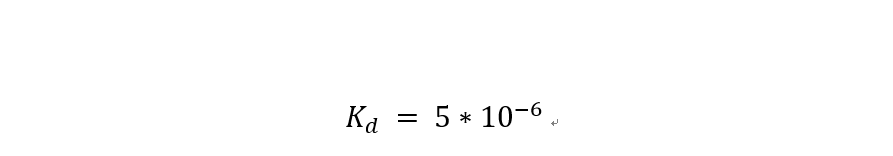 K_d = 5 * 10^{-6}